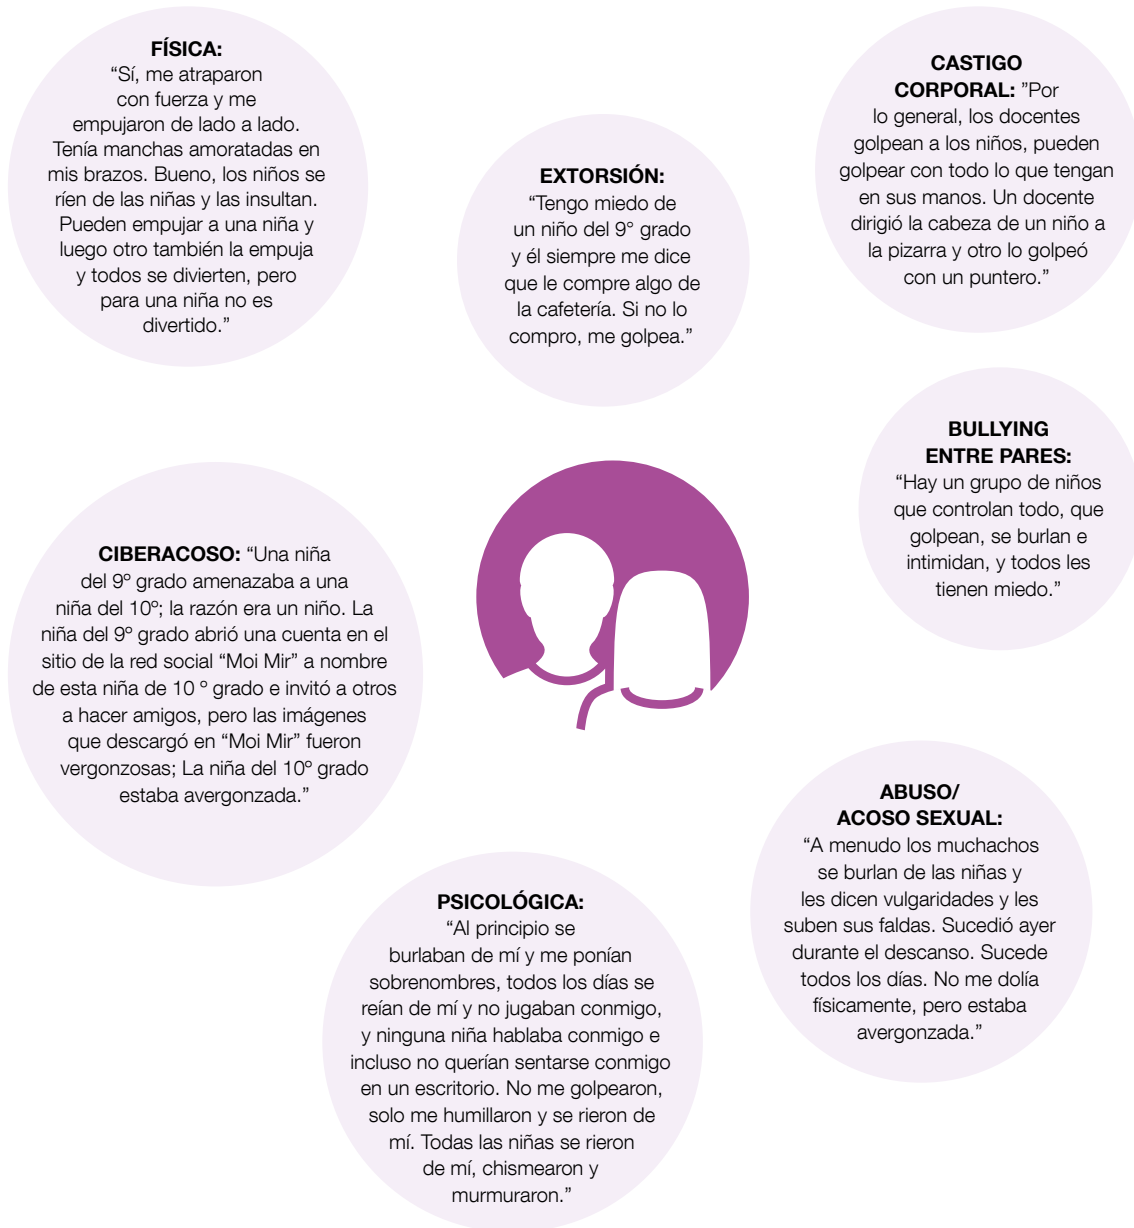 FÍSICA:
“Sí, me atraparon
con fuerza y me
empujaron de lado a lado.
Tenía manchas amoratadas en
mis brazos. Bueno, los niños se
ríen de las niñas y las insultan.
Pueden empujar a una niña y
luego otro también la empuja
y todos se divierten, pero
para una niña no es
divertido.”
EXTORSIÓN:
“Tengo miedo de
un niño del 9° grado
y él siempre me dice
que le compre algo de
la cafetería. Si no lo
compro, me golpea.”
CASTIGO
CORPORAL: ”Por
lo general, los docentes
golpean a los niños, pueden
golpear con todo lo que tengan
en sus manos. Un docente
dirigió la cabeza de un niño a
la pizarra y otro lo golpeó
con un puntero.”
BULLYING
ENTRE PARES:
“Hay un grupo de niños
que controlan todo, que
golpean, se burlan e
intimidan, y todos les
tienen miedo.”
CIBERACOSO: “Una niña
del 9º grado amenazaba a una
niña del 10º; la razón era un niño. La
niña del 9º grado abrió una cuenta en el
sitio de la red social “Moi Mir” a nombre
de esta niña de 10 º grado e invitó a otros
a hacer amigos, pero las imágenes
que descargó en “Moi Mir” fueron
vergonzosas; La niña del 10º grado
estaba avergonzada.”
ABUSO/
ACOSO SEXUAL:
“A menudo los muchachos
se burlan de las niñas y
les dicen vulgaridades y les
suben sus faldas. Sucedió ayer
durante el descanso. Sucede
todos los días. No me dolía
físicamente, pero estaba
avergonzada.”
PSICOLÓGICA:
“Al principio se
burlaban de mí y me ponían
sobrenombres, todos los días se
reían de mí y no jugaban conmigo,
y ninguna niña hablaba conmigo e
incluso no querían sentarse conmigo
en un escritorio. No me golpearon,
solo me humillaron y se rieron de
mí. Todas las niñas se rieron
de mí, chismearon y
murmuraron.”